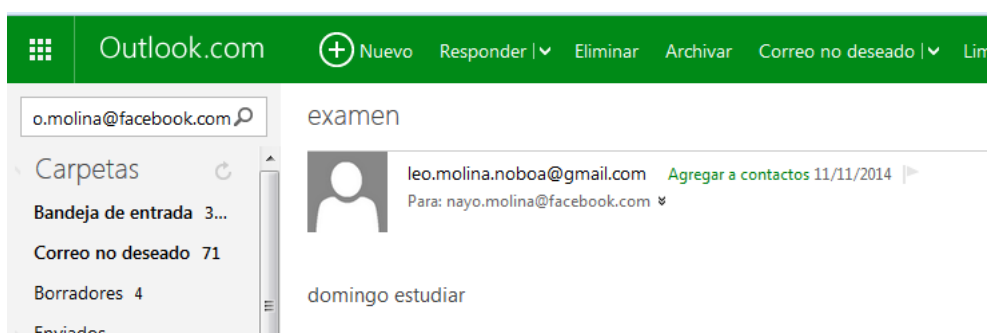 Outlook.com
Nuevo Responder Eliminar Archivar Correo no deseado
o.molina@facebook.com
examen
Carpetas
leo.molina.noboa@gmail.com Agregar a contactos 11/11/2014
Para: nayo.molina@facebook.com
Bandeja de entrada 3...
Correo no deseado 71
Borradores 4
domingo estudiar
Enviados